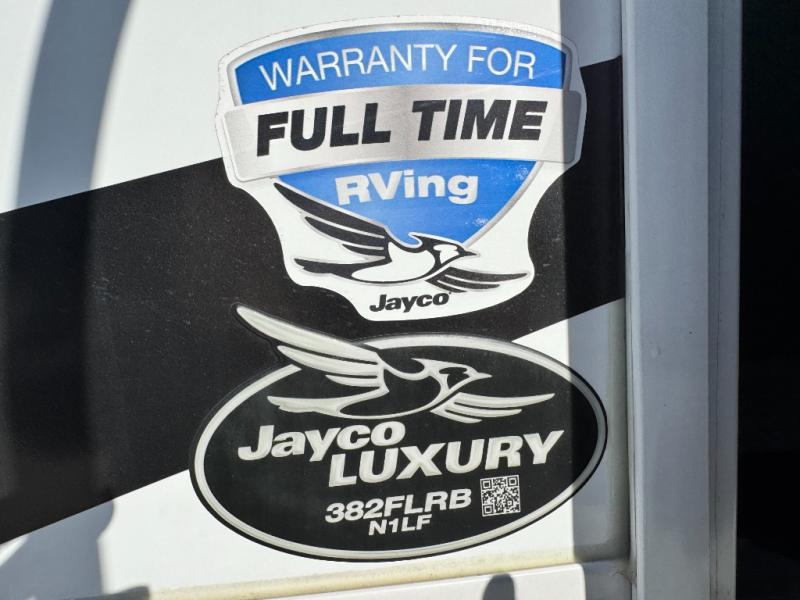 WARRANTY FOR
FULL TIME
RVing
Jayco
Jayco
LUXURY
382FLRB
N1LF